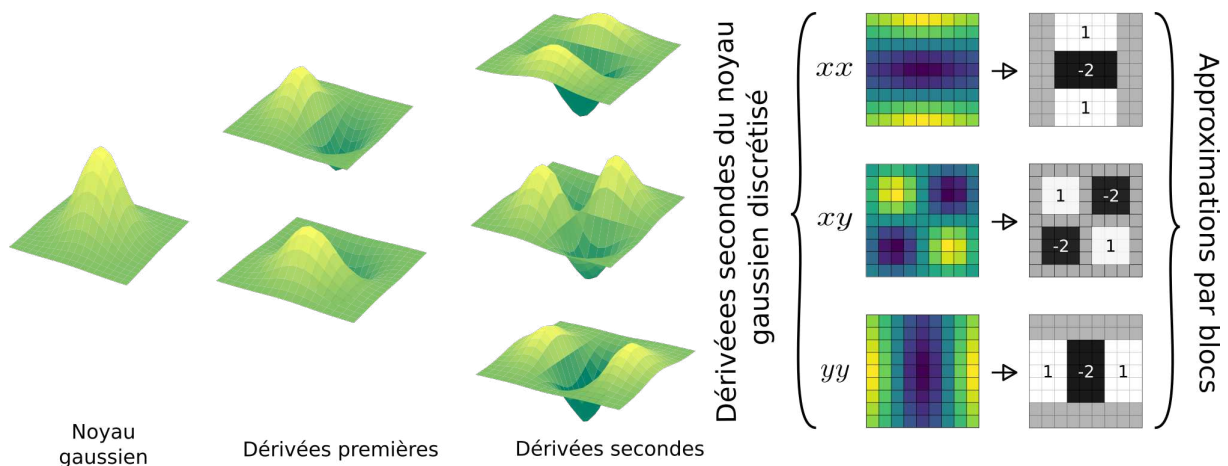 Noyau
gaussien
Dérivées premières
Dérivées secondes
Dérivéees secondes du noyau
gaussien discrétisé
xx
1
-2
1
xy
1
-2
-2
1
yy
1
-2
1
Approximations par blocs